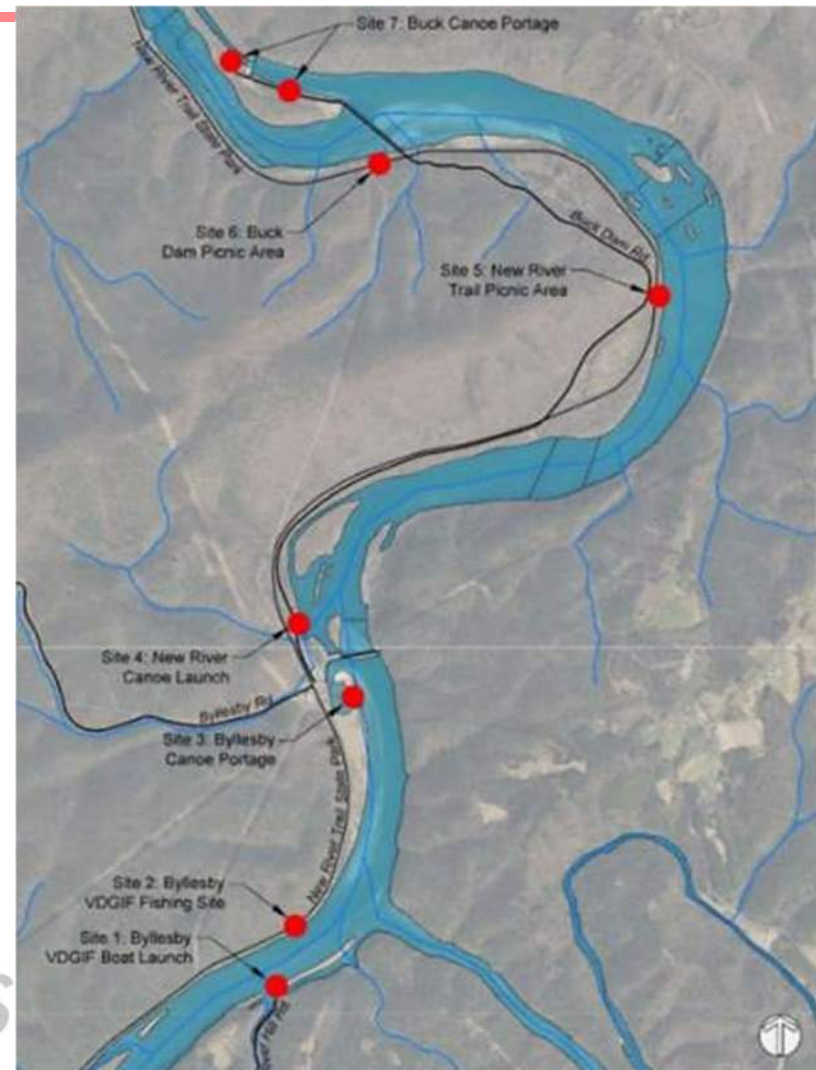 Site 7: Buck Canoe Portage
New River Trail State Park
Site 6: Buck
Dam Picnic Area
Buck Dam Rd
Site 5: New River
Trail Picnic Area
Site 4: New River
Canoe Launch
Byllesby Rd
Site 3: Byllesby
Canoe Portage
New River Trail State Park
Site 2: Byllesby
VDGIF Fishing Site
Site 1: Byllesby
VDGIF Boat Launch
Rd
S